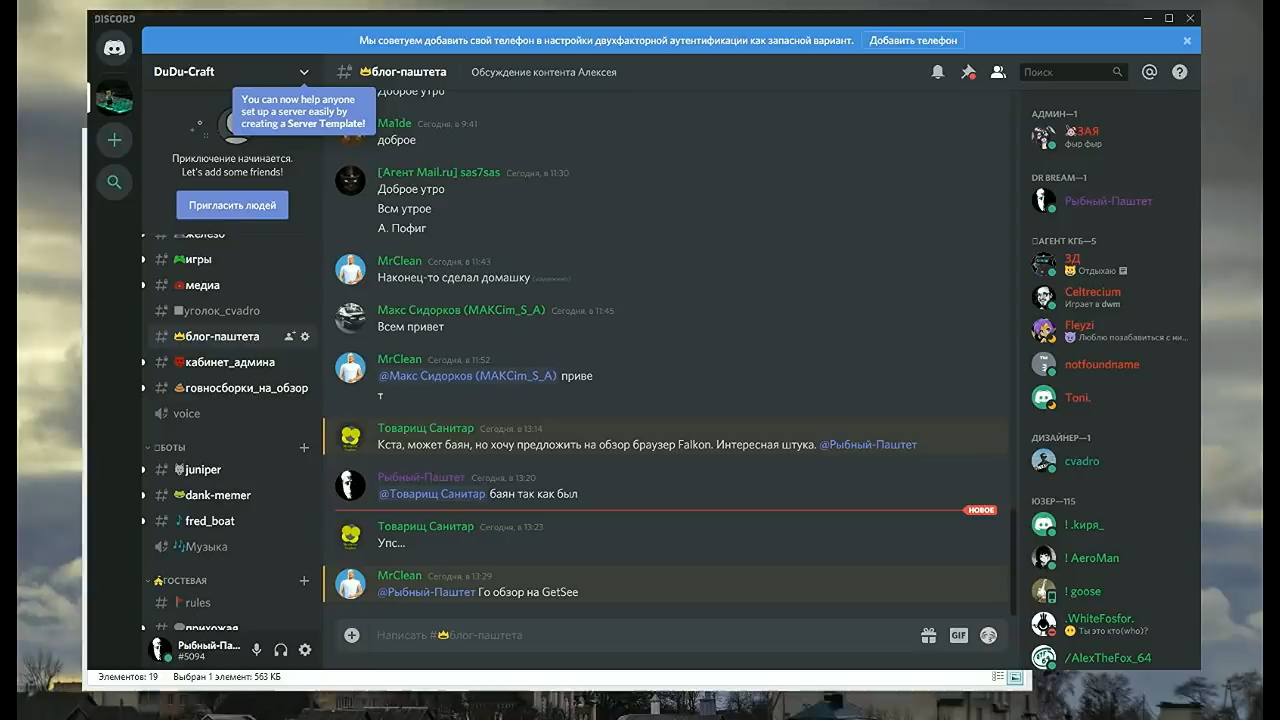 DISCORD
Мы советуем добавить свой телефон в настройки двухфакторной аутентификации как запасной вариант.
Добавить телефон
DuDu-Craft
You can now help anyone
set up a server easily by
creating a Server Template!
Приключение начинается.
Let's add some friends!
Пригласить людей
железо
игры
медиа
уголок_cvadro
блог-паштета
кабинет_админа
говносборки_на_обзор
voice
БОТЫ
juniper
dank-memer
fred_boat
Музыка
ГОСТЕВАЯ
rules
прихожая
Рыбный-Па...
#5094
блог-паштета
Обсуждение контента Алексея
Поиск
Доброе утро
Ma1de Сегодня, в 9:41
доброе
[Агент Mail.ru] sas7sas Сегодня, в 11:30
Доброе утро
Всм утрое
А. Пофиг
MrClean Сегодня, в 11:43
Наконец-то сделал домашку (изменено)
Макс Сидорков (MAKCim_S_A) Сегодня, в 11:45
Всем привет
MrClean Сегодня, в 11:52
@Макс Сидорков (MAKCim_S_A) приве
т
Товарищ Санитар Сегодня, в 13:14
Кста, может баян, но хочу предложить на обзор браузер Falkon. Интересная штука. @Рыбный-Паштет
Рыбный-Паштет Сегодня, в 13:20
@Товарищ Санитар баян так как был
НОВОЕ
Товарищ Санитар Сегодня, в 13:23
Упс...
MrClean Сегодня, в 13:29
@Рыбный-Паштет Го обзор на GetSee
Написать #блог-паштета
GIF
АДМИН—1
ЗАЯ
фыр фыр
DR BREAM—1
Рыбный-Паштет
АГЕНТ КГБ—5
ЗД
Отдыхаю
Celtrecium
Играет в dwm
Fleyzi
Люблю позабавиться с ми...
notfoundname
Toni.
ДИЗАЙНЕР—1
cvadro
ЮЗЕР—115
! .киря_
! AeroMan
! goose
.WhiteFosfor.
Ты это кто(who)?
/AlexTheFox_64
Элементов: 19
Выбран 1 элемент: 563 КБ